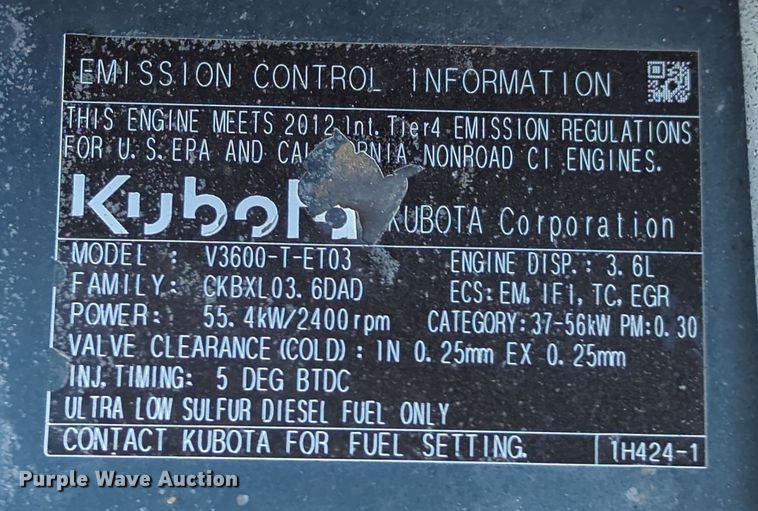 EMISSION CONTROL INFORMATION
THIS ENGINE MEETS 2012 Int. Tier4 EMISSION REGULATIONS
FOR U.S. EPA AND CALIFORNIA NONROAD CI ENGINES.
Kubota KUBOTA Corporation
MODEL : V3600-T-ET03 ENGINE DISP.: 3.6L
FAMILY: CKBXL03.6DAD ECS: EM, IFI, TC, EGR
POWER: 55.4kW/2400rpm CATEGORY: 37-56kW PM:0.30
VALVE CLEARANCE(COLD): IN 0.25mm EX 0.25mm
INJ.TIMING: 5 DEG BTDC
ULTRA LOW SULFUR DIESEL FUEL ONLY
CONTACT KUBOTA FOR FUEL SETTING. 1H424-1
Purple Wave Auction